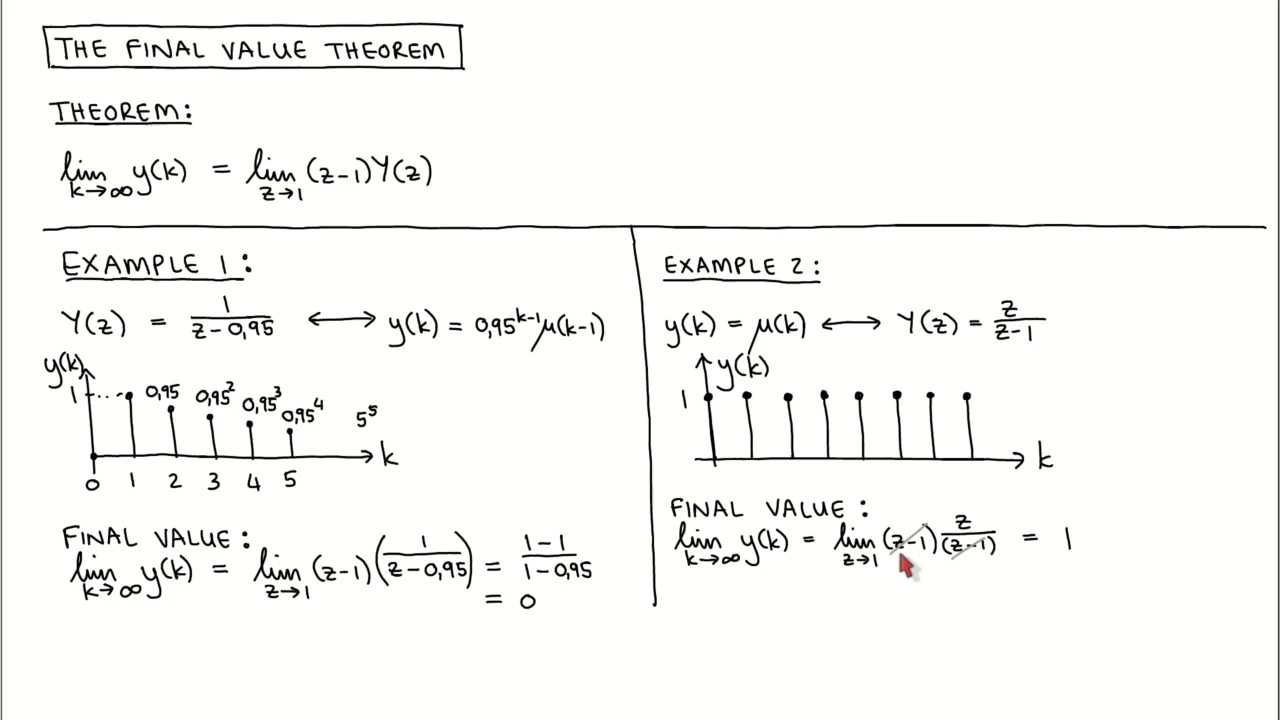 THE FINAL VALUE THEOREM
THEOREM:
lim k→∞ y(k) = lim z→1 (z-1)Y(z)
EXAMPLE 1:
Y(z) = 1/(z-0,95) ⟷ y(k) = 0,95^(k-1) μ(k-1)
y(k)
1 0,95 0,95² 0,95³ 0,95⁴ 5⁵
k
0 1 2 3 4 5
FINAL VALUE:
lim k→∞ y(k) = lim z→1 (z-1)(1/(z-0,95)) = (1-1)/(1-0,95)
= 0
EXAMPLE 2:
y(k) = μ(k) ⟷ Y(z) = z/(z-1)
y(k)
1
k
FINAL VALUE:
lim k→∞ y(k) = lim z→1 (z-1) z/(z-1) = 1